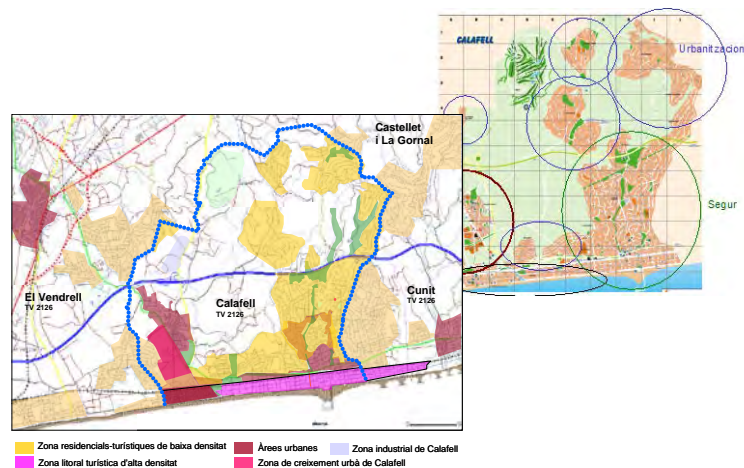 CALAFELL
Urbanitzacion
Segur
Castellet
i La Gornal
El Vendrell
TV 2126
Calafell
TV 2126
Cunit
TV 2126
Zona residencials-turístiques de baixa densitat
Àrees urbanes
Zona industrial de Calafell
Zona litoral turística d'alta densitat
Zona de creixement urbà de Calafell